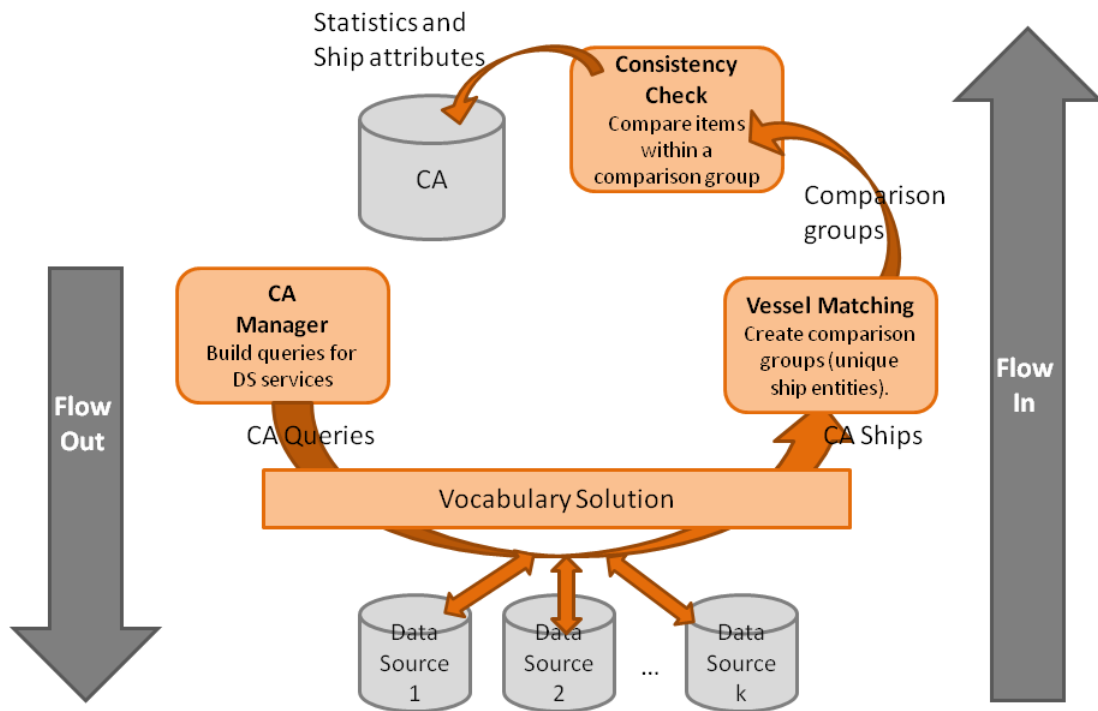 Statistics and
Ship attributes
Consistency
Check
Compare items
within a
comparison group
CA
Comparison
groups
CA
Manager
Build queries for
DS services
Vessel Matching
Create comparison
groups (unique
ship entities).
Flow
Out
Flow
In
CA Queries
CA Ships
Vocabulary Solution
Data
Source
1
Data
Source
2
...
Data
Source
k